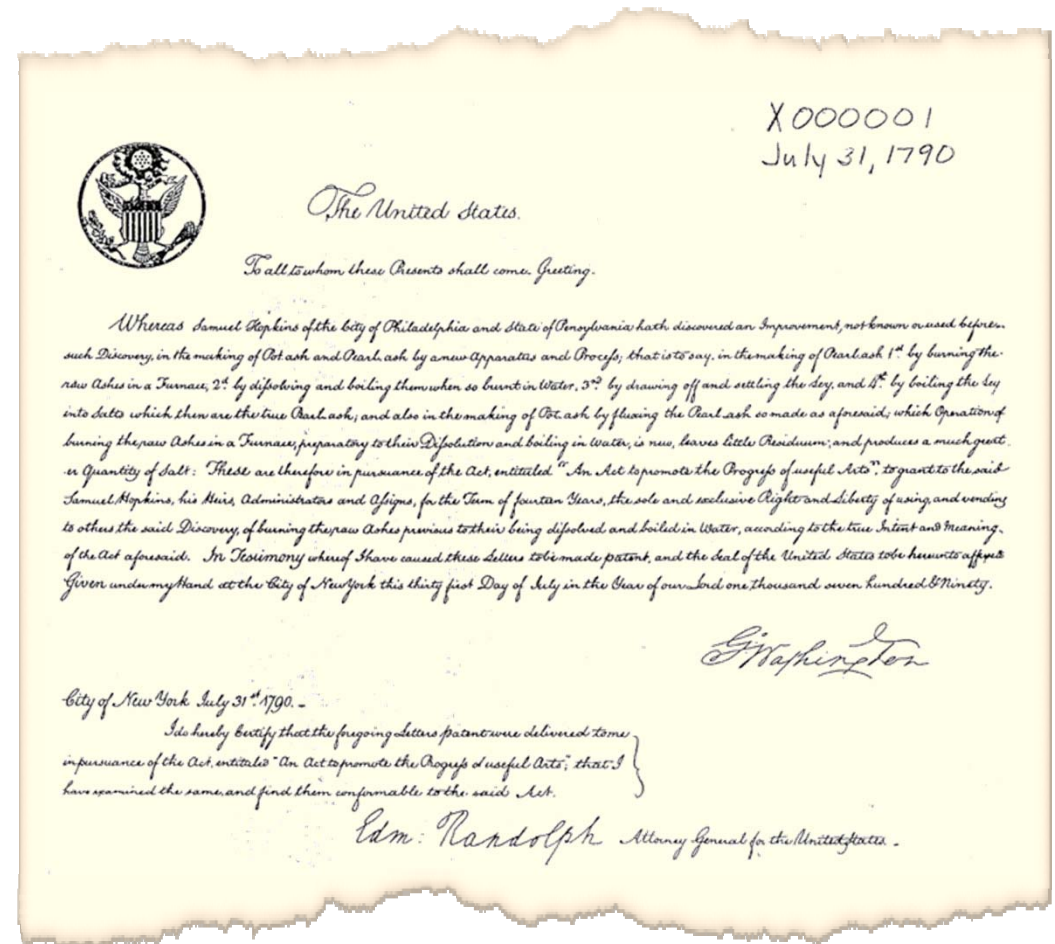 X000001
July 31, 1790
The United States.
To all to whom these Presents shall come. Greeting.
Whereas Samuel Hopkins of the City of Philadelphia and State of Pensylvania hath discovered an Improvement, not known or used before
such Discovery, in the making of Pot ash and Pearl ash by a new Apparatus and Process; that is to say, in the making of Pearl ash 1st. by burning the
raw Ashes in a Furnace, 2d. by dissolving and boiling them when so burnt in Water, 3rd. by drawing off and settling the Ley, and 4th. by boiling the Ley
into Salts which then are the true Pearl ash; and also in the making of Pot ash by fluxing the Pearl ash so made as aforesaid; which Operation of
burning the raw Ashes in a Furnace, preparatory to their Dissolution and boiling in Water, is new, leaves little Residuum; and produces a much great
er Quantity of Salt: These are therefore in pursuance of the Act, entituled "An Act to promote the Progress of useful Arts", to grant to the said
Samuel Hopkins, his Heirs, Administrators and Assigns, for the Term of fourteen Years, the sole and exclusive Right and Liberty of using, and vending
to others the said Discovery, of burning the raw Ashes previous to their being dissolved and boiled in Water, according to the true Intent and Meaning
of the Act aforesaid. In Testimony whereof I have caused these Letters to be made patent, and the Seal of the United States to be hereunto affixed
Given under my Hand at the City of New York this thirty first Day of July in the Year of our Lord one thousand seven hundred & Ninety.
G. Washington
City of New York July 31st. 1790. -
I do hereby Certify that the foregoing Letters patent were delivered to me
in pursuance of the Act, entituled "An Act to promote the Progress of useful Arts"; that I
have examined the same, and find them conformable to the said Act.
Edm: Randolph Attorney General for the United States. -